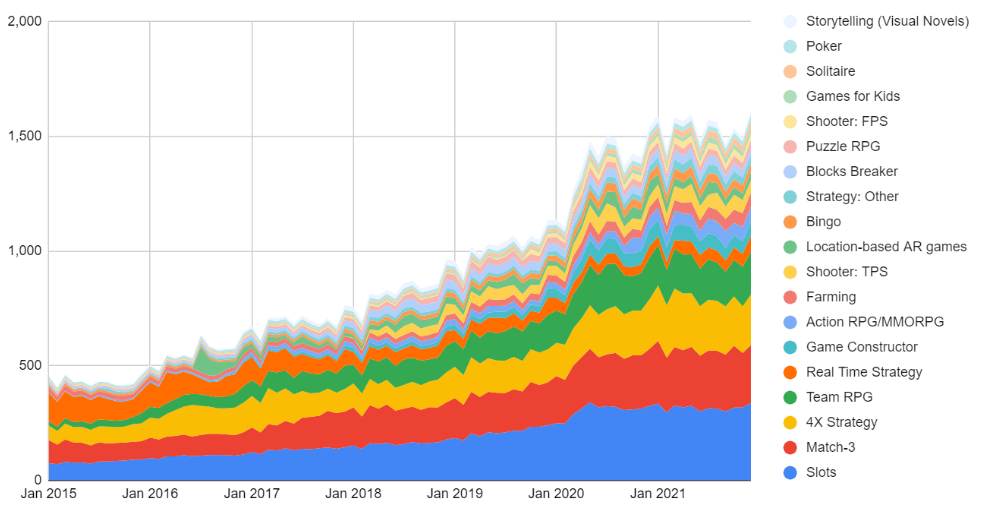 2,000
1,500
1,000
500
0
Jan 2015 Jan 2016 Jan 2017 Jan 2018 Jan 2019 Jan 2020 Jan 2021
Storytelling (Visual Novels)
Poker
Solitaire
Games for Kids
Shooter: FPS
Puzzle RPG
Blocks Breaker
Strategy: Other
Bingo
Location-based AR games
Shooter: TPS
Farming
Action RPG/MMORPG
Game Constructor
Real Time Strategy
Team RPG
4X Strategy
Match-3
Slots